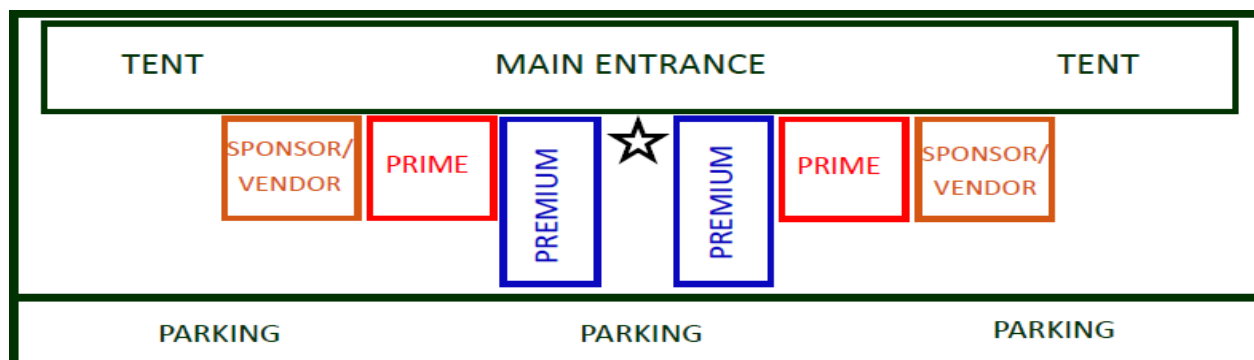 TENT MAIN ENTRANCE TENT
SPONSOR/
VENDOR
PRIME
PREMIUM
PREMIUM
PRIME
SPONSOR/
VENDOR
PARKING PARKING PARKING